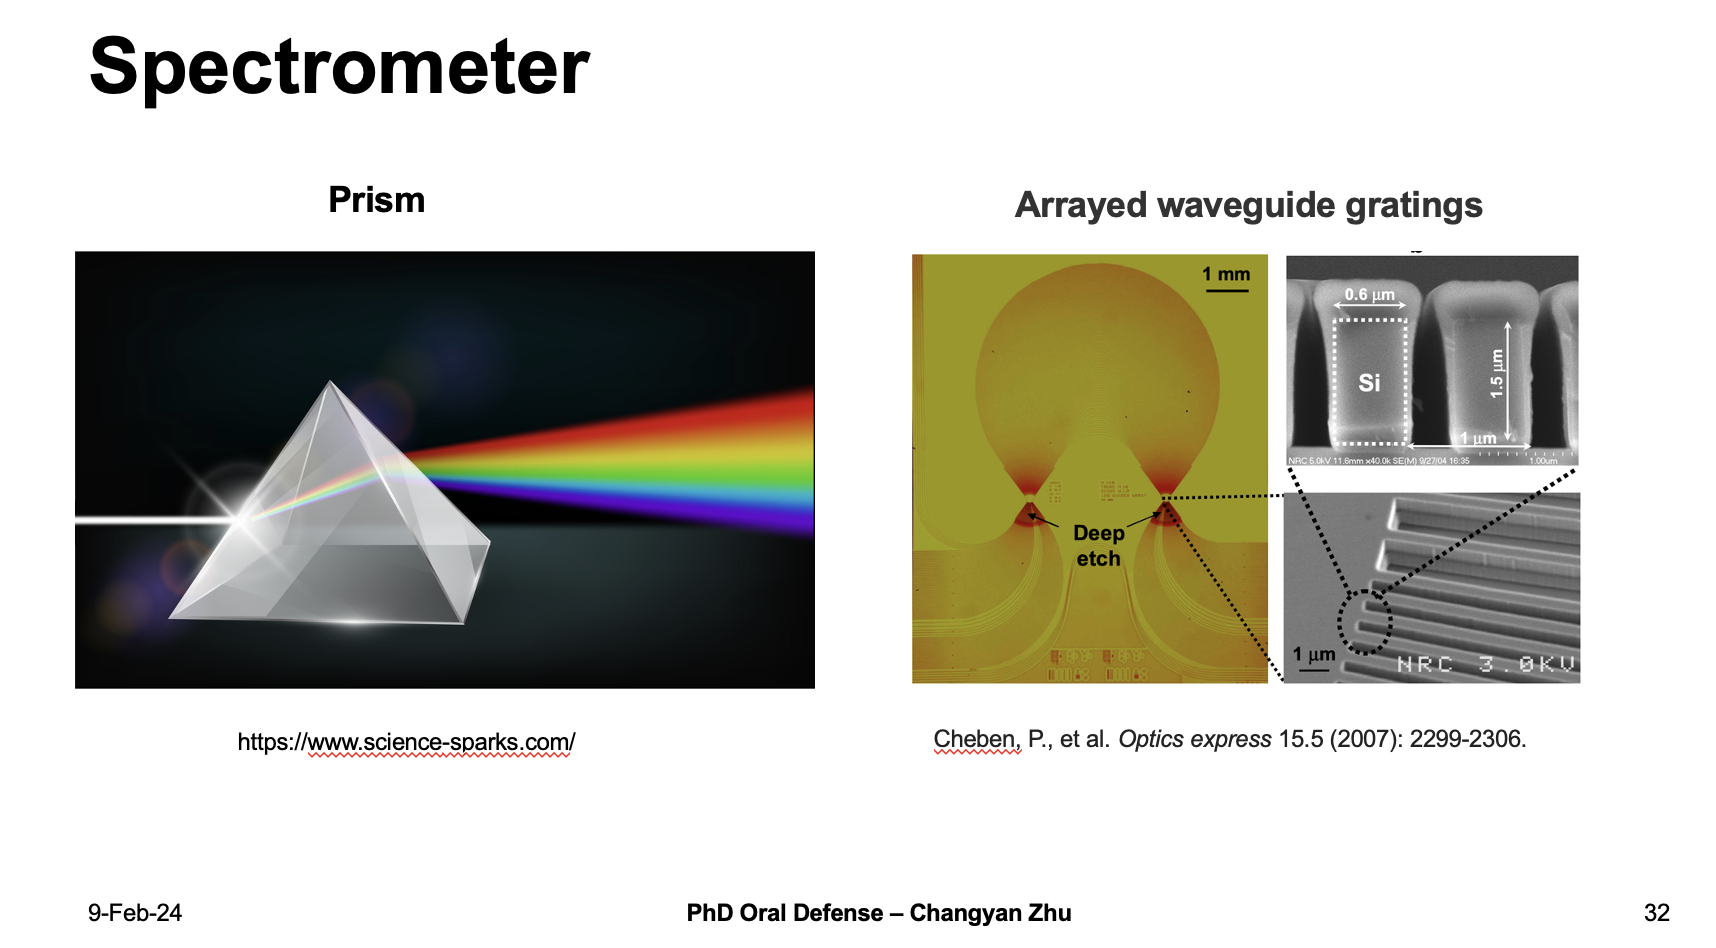 Spectrometer
Prism
Arrayed waveguide gratings
1 mm
Deep
etch
0.6 μm
Si
1.5 μm
1 μm
NRC 5.0kV 11.6mm x40.0k SE(M) 9/27/04 16:35
1.00um
1 μm
NRC 3.0KV
https://www.science-sparks.com/
Cheben, P., et al. Optics express 15.5 (2007): 2299-2306.
9-Feb-24
PhD Oral Defense – Changyan Zhu
32